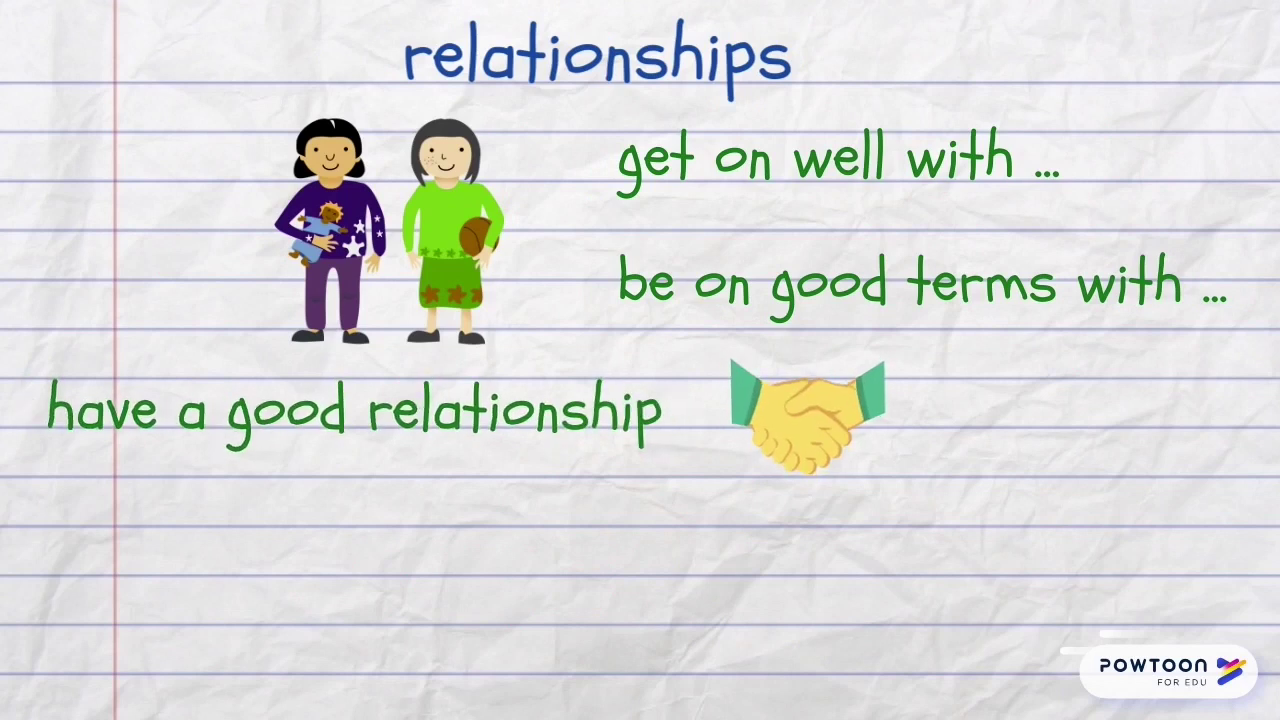 relationships
get on well with ...
be on good terms with ...
have a good relationship
POWTOON
FOR EDU